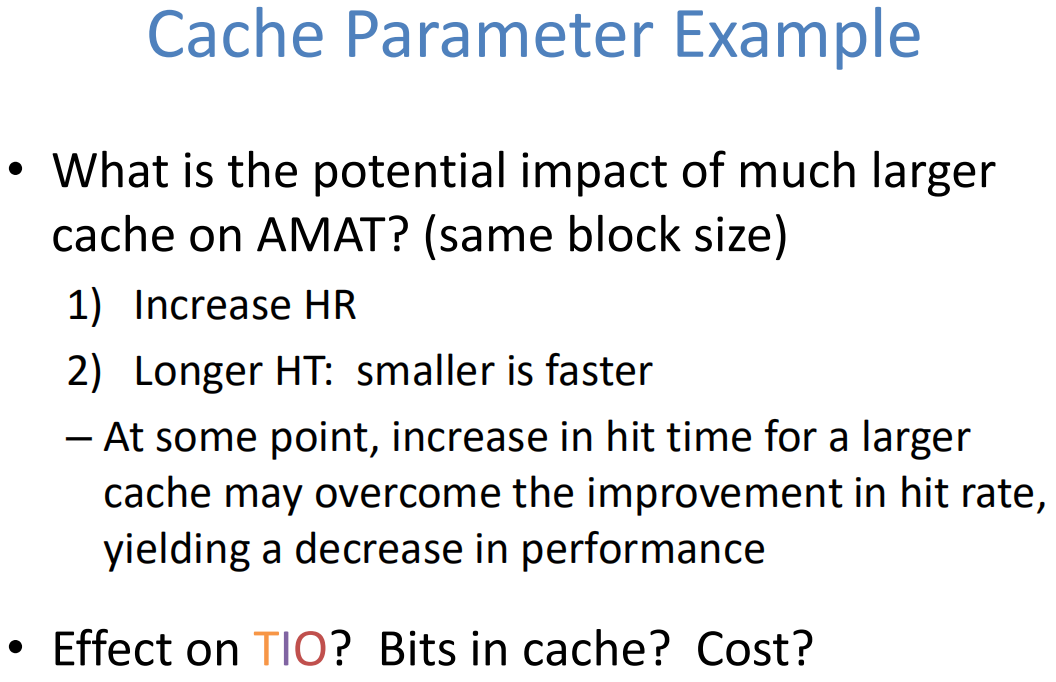 Cache Parameter Example
• What is the potential impact of much larger
cache on AMAT? (same block size)
1) Increase HR
2) Longer HT: smaller is faster
– At some point, increase in hit time for a larger
cache may overcome the improvement in hit rate,
yielding a decrease in performance
• Effect on TIO? Bits in cache? Cost?